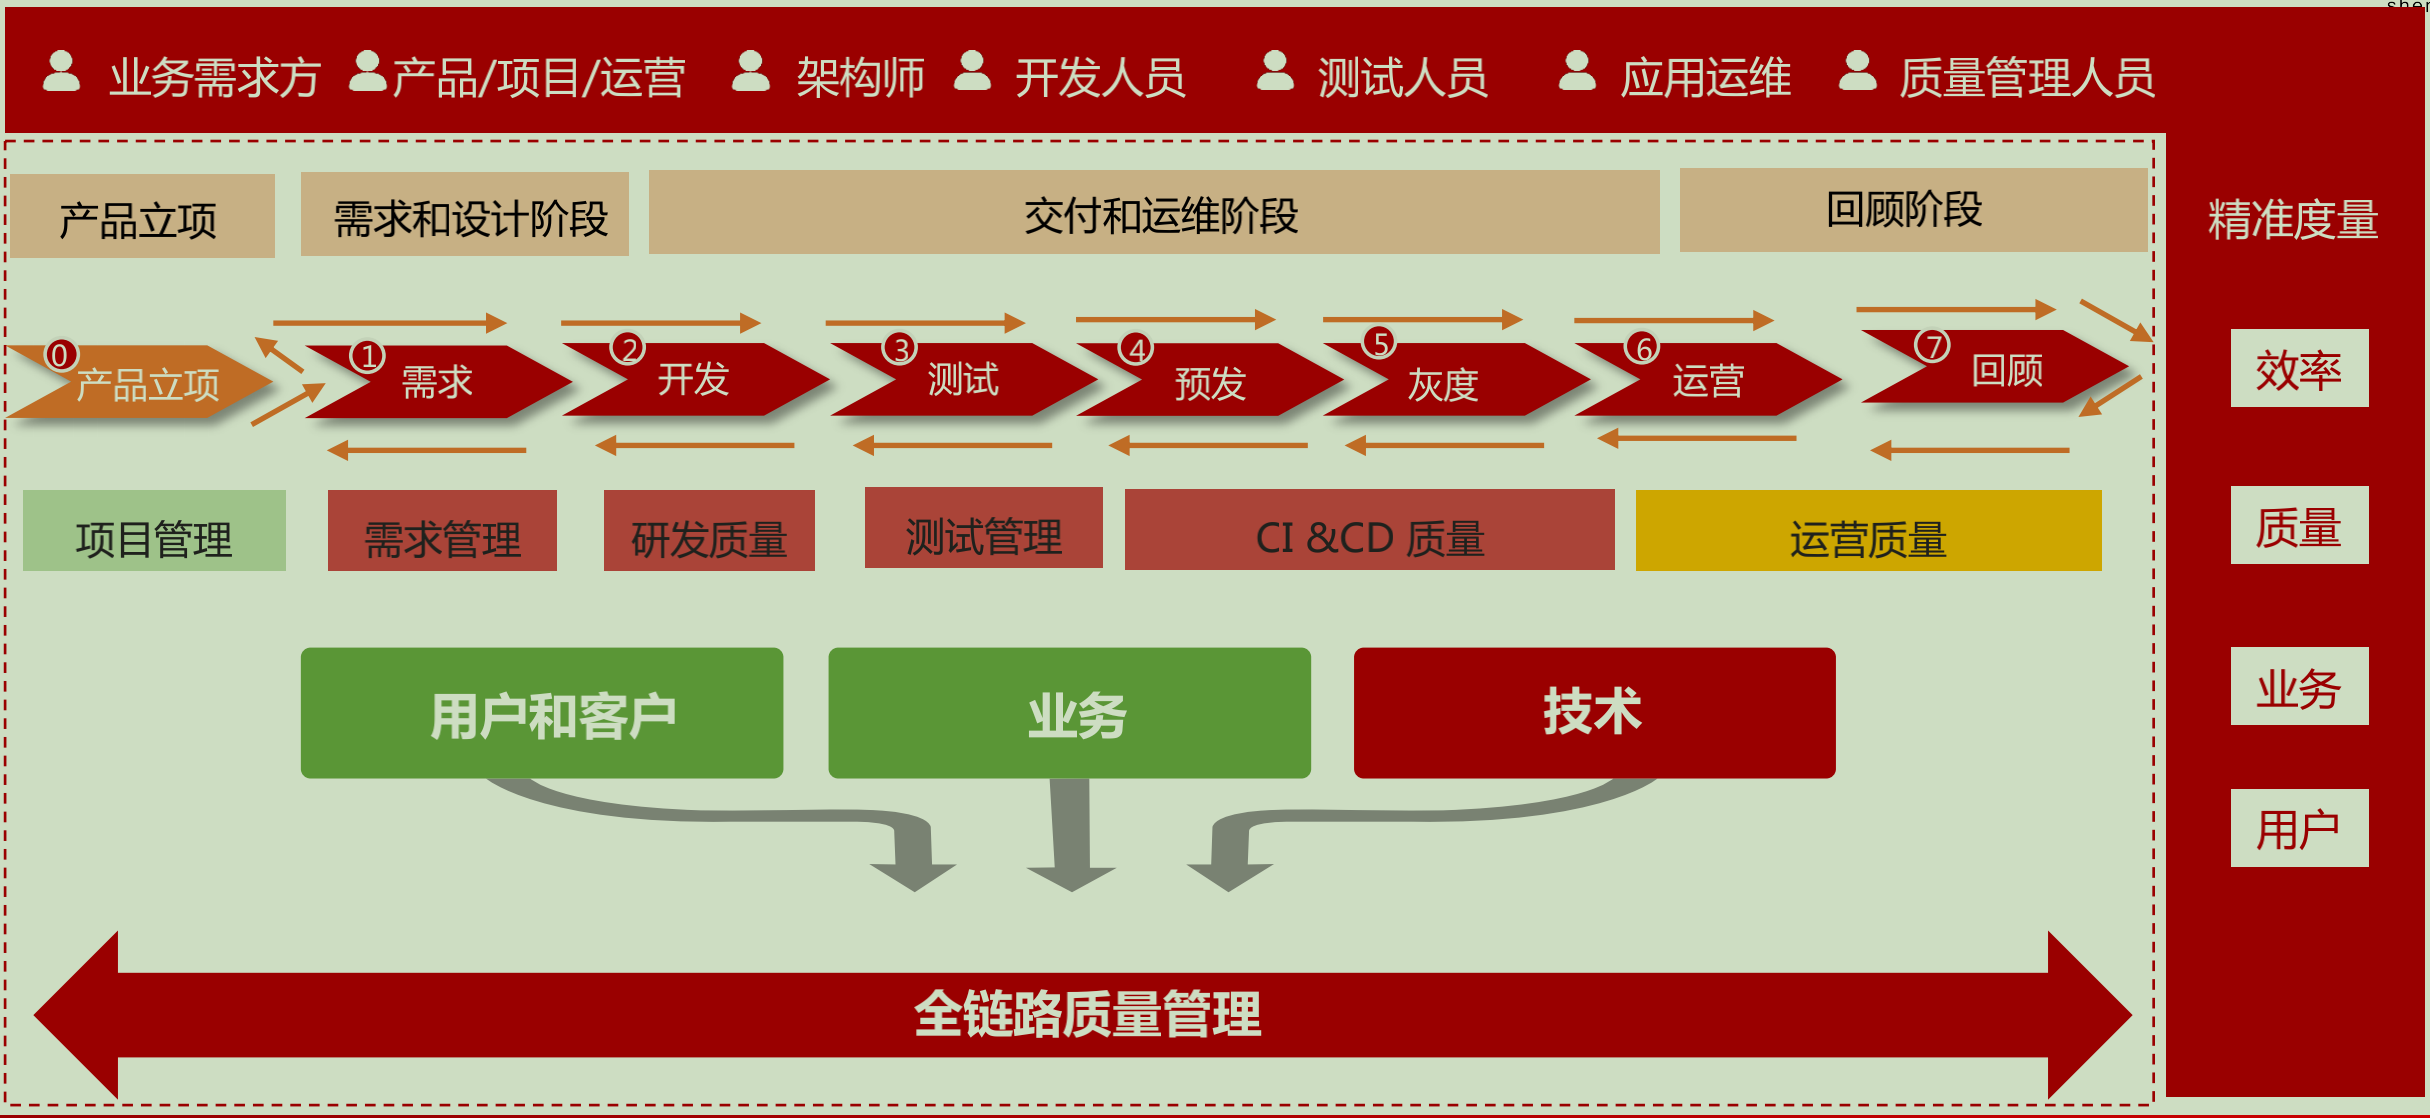 业务需求方 产品/项目/运营 架构师 开发人员 测试人员 应用运维 质量管理人员
产品立项 需求和设计阶段 交付和运维阶段 回顾阶段
精准度量
0 产品立项 1 需求 2 开发 3 测试 4 预发 5 灰度 6 运营 7 回顾
效率
项目管理 需求管理 研发质量 测试管理 CI &CD 质量 运营质量
质量
用户和客户 业务 技术
业务
用户
全链路质量管理